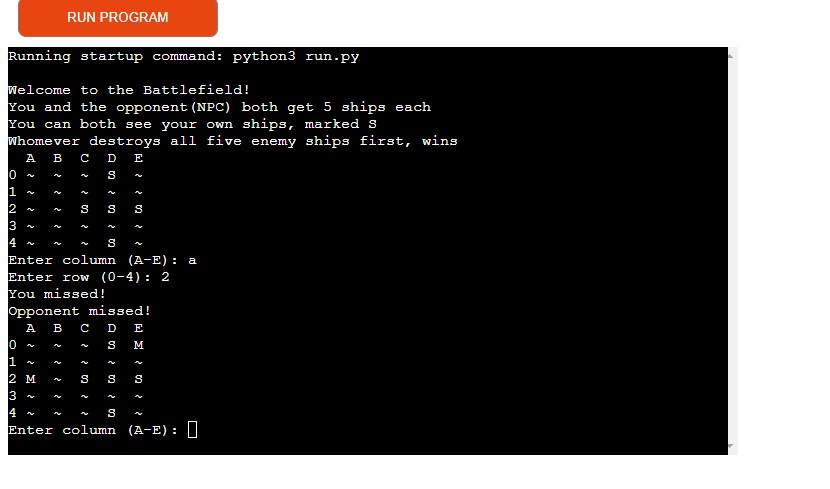 RUN PROGRAM
Running startup command: python3 run.py
Welcome to the Battlefield!
You and the opponent(NPC) both get 5 ships each
You can both see your own ships, marked S
Whomever destroys all five enemy ships first, wins
A B C D E
0 ~ ~ ~ S ~
1 ~ ~ ~ ~ ~
2 ~ ~ S S S
3 ~ ~ ~ ~ ~
4 ~ ~ ~ S ~
Enter column (A-E): a
Enter row (0-4): 2
You missed!
Opponent missed!
A B C D E
0 ~ ~ ~ S M
1 ~ ~ ~ ~ ~
2 M ~ S S S
3 ~ ~ ~ ~ ~
4 ~ ~ ~ S ~
Enter column (A-E):